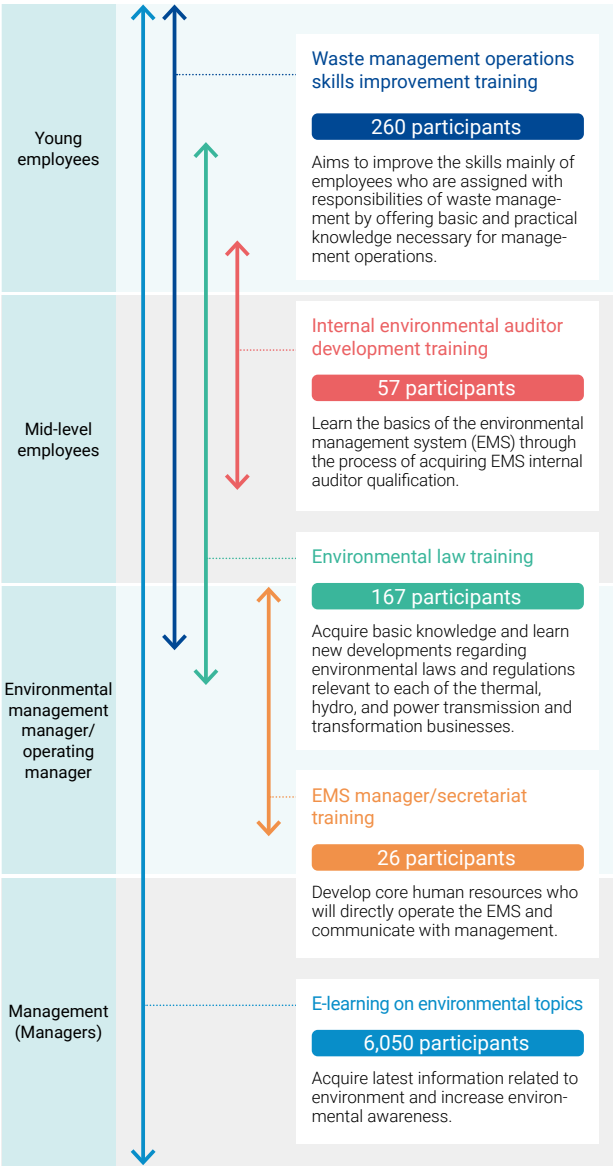 Young
employees
Waste management operations
skills improvement training
260 participants
Aims to improve the skills mainly of
employees who are assigned with
responsibilities of waste manage-
ment by offering basic and practical
knowledge necessary for manage-
ment operations.
Mid-level
employees
Internal environmental auditor
development training
57 participants
Learn the basics of the environmental
management system (EMS) through
the process of acquiring EMS internal
auditor qualification.
Environmental law training
167 participants
Acquire basic knowledge and learn
new developments regarding
environmental laws and regulations
relevant to each of the thermal,
hydro, and power transmission and
transformation businesses.
Environmental
management
manager/
operating
manager
EMS manager/secretariat
training
26 participants
Develop core human resources who
will directly operate the EMS and
communicate with management.
Management
(Managers)
E-learning on environmental topics
6,050 participants
Acquire latest information related to
environment and increase environ-
mental awareness.